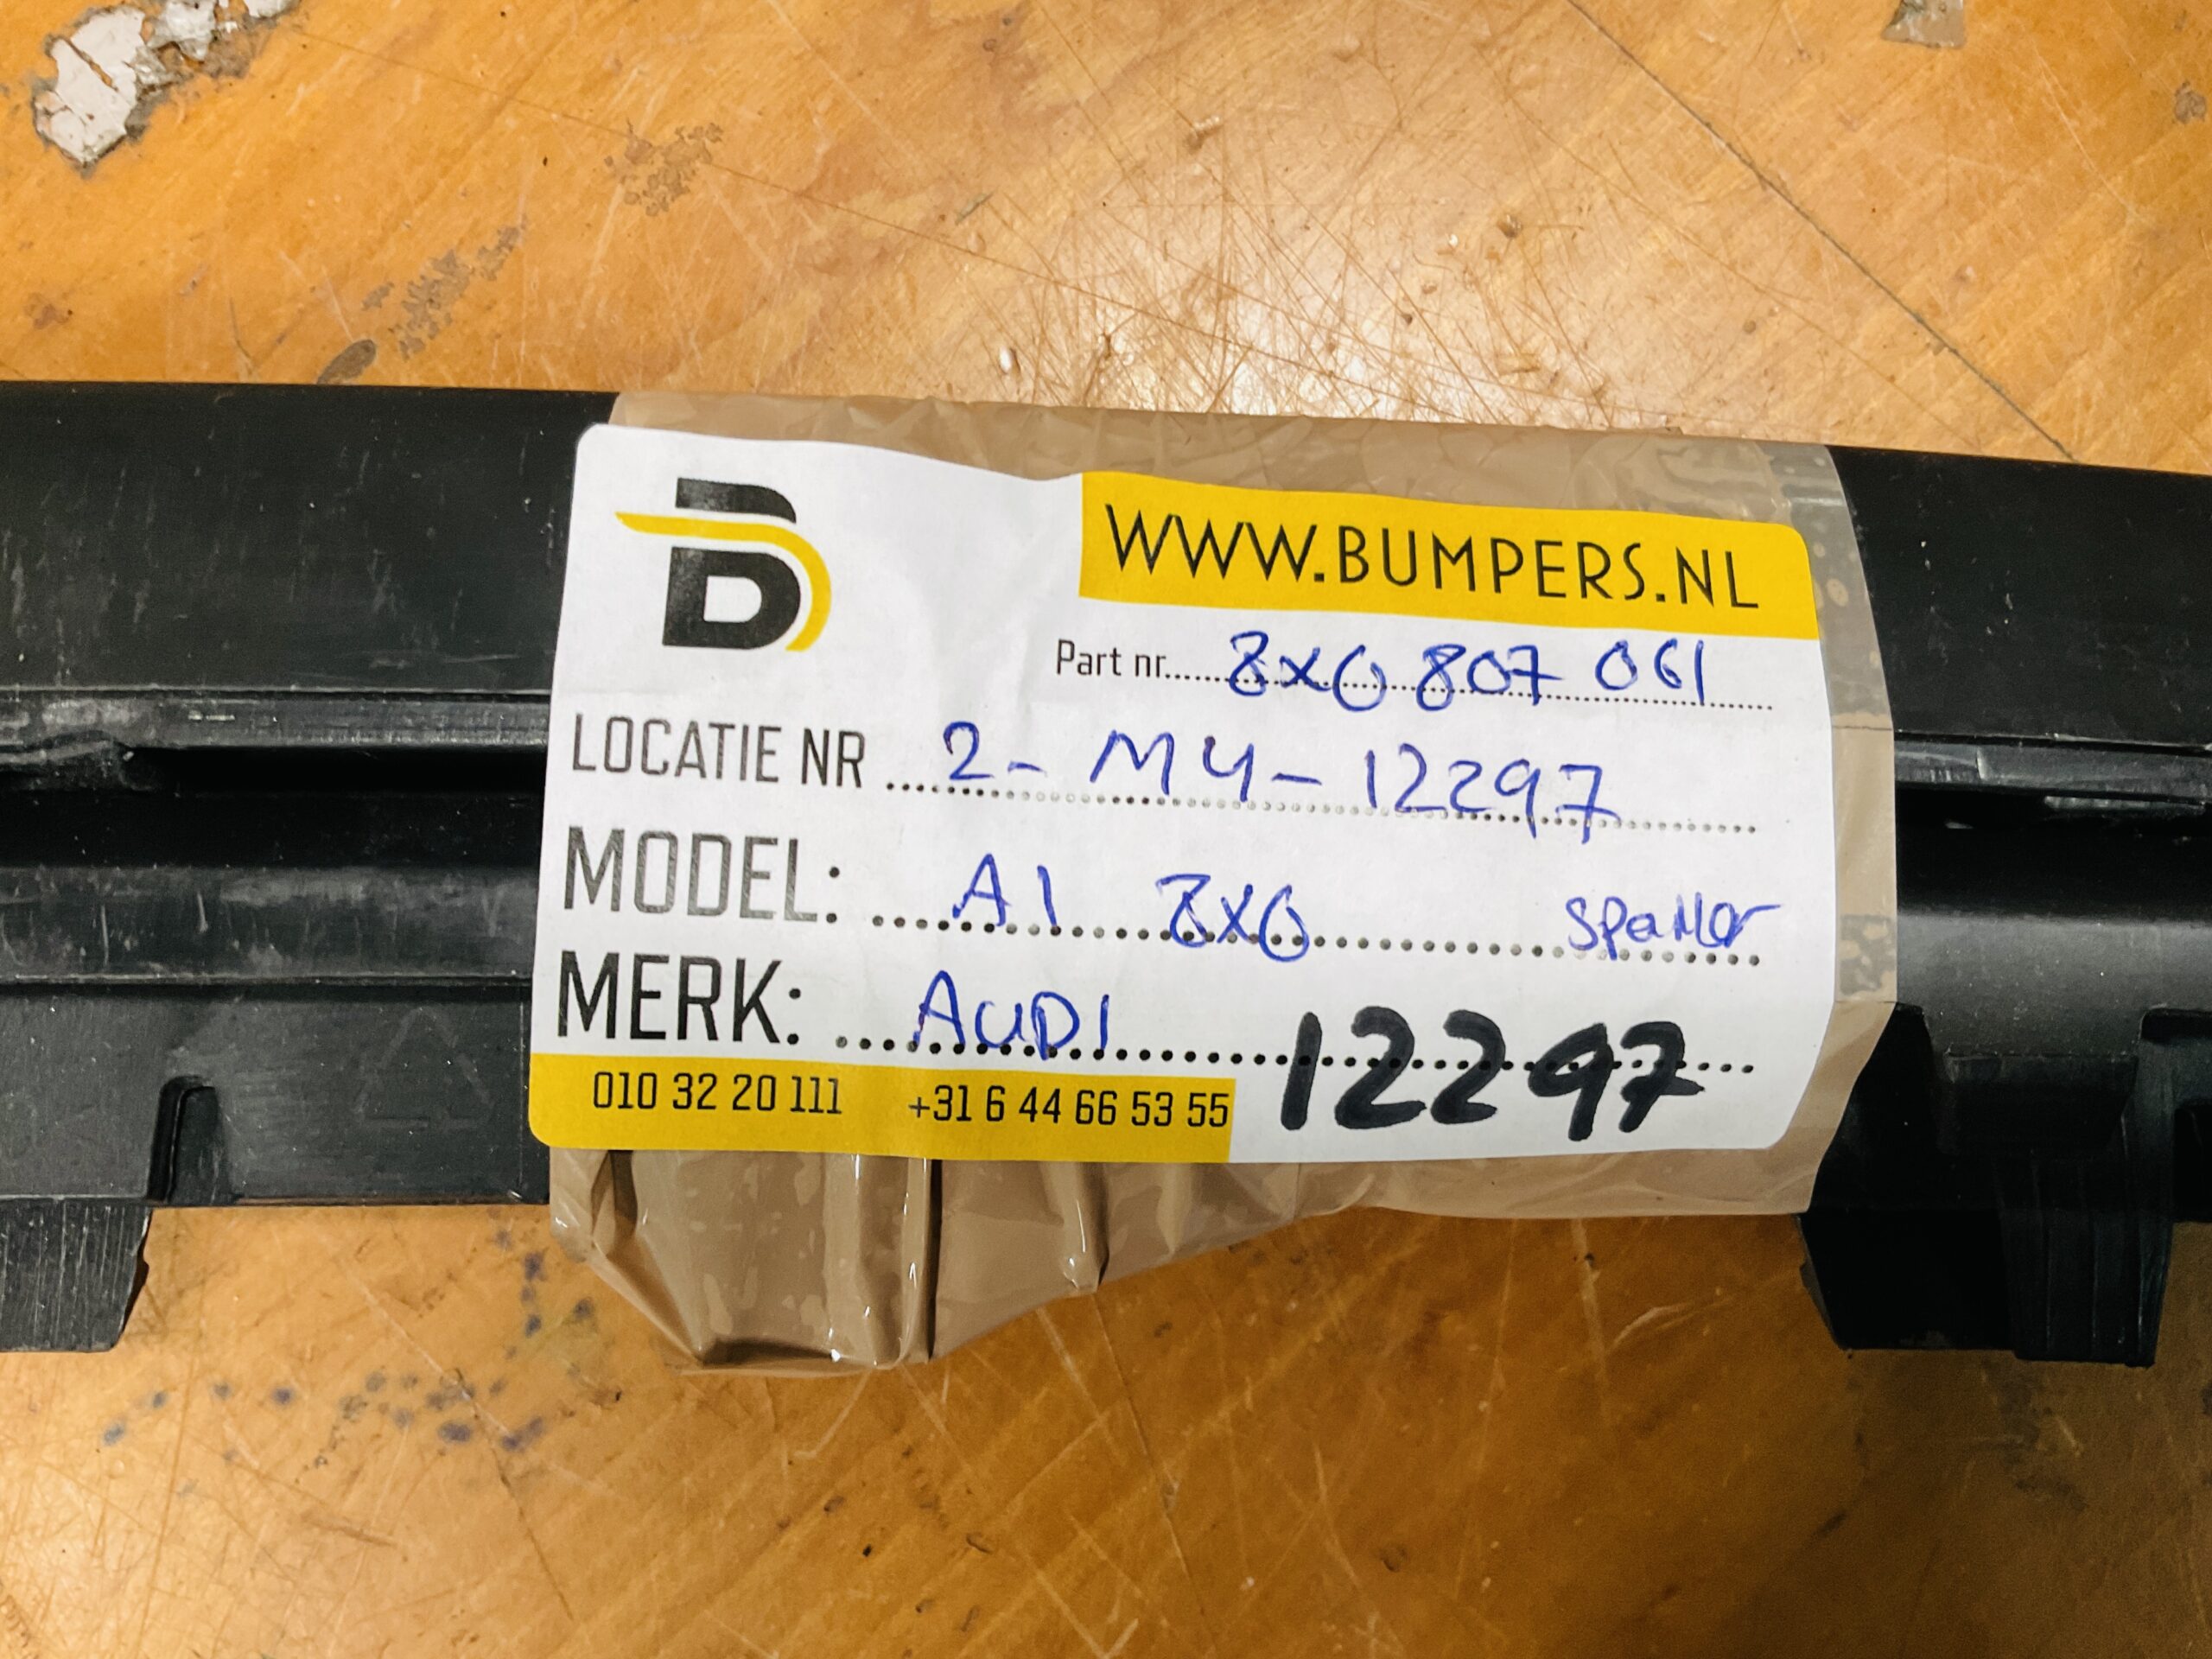 B
WWW.BUMPERS.NL
Part nr. 8X0 807 061
LOCATIE NR 2-M4-12297
MODEL: A1 8X0
MERK: AUDI
12297
010 32 20 111 +31 6 44 66 53 55